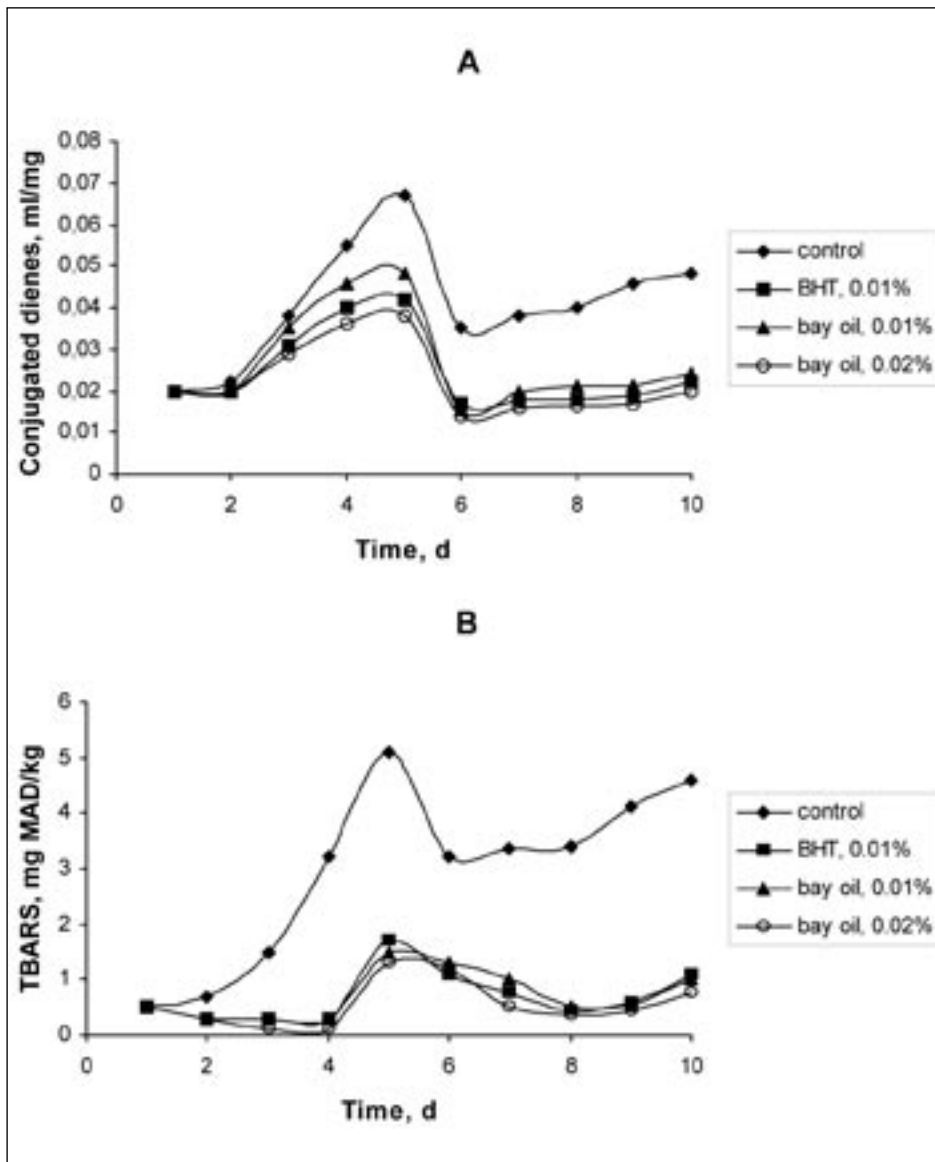 A
Conjugated dienes, ml/mg
0,08
0.07
0.06
0.05
0.04
0.03
0.02
0.01
0
0
2
4
6
8
10
Time, d
control
BHT, 0.01%
bay oil, 0.01%
bay oil, 0.02%
B
TBARS, mg MAD/kg
6
5
4
3
2
1
0
0
2
4
6
8
10
Time, d
control
BHT, 0.01%
bay oil, 0.01%
bay oil, 0.02%